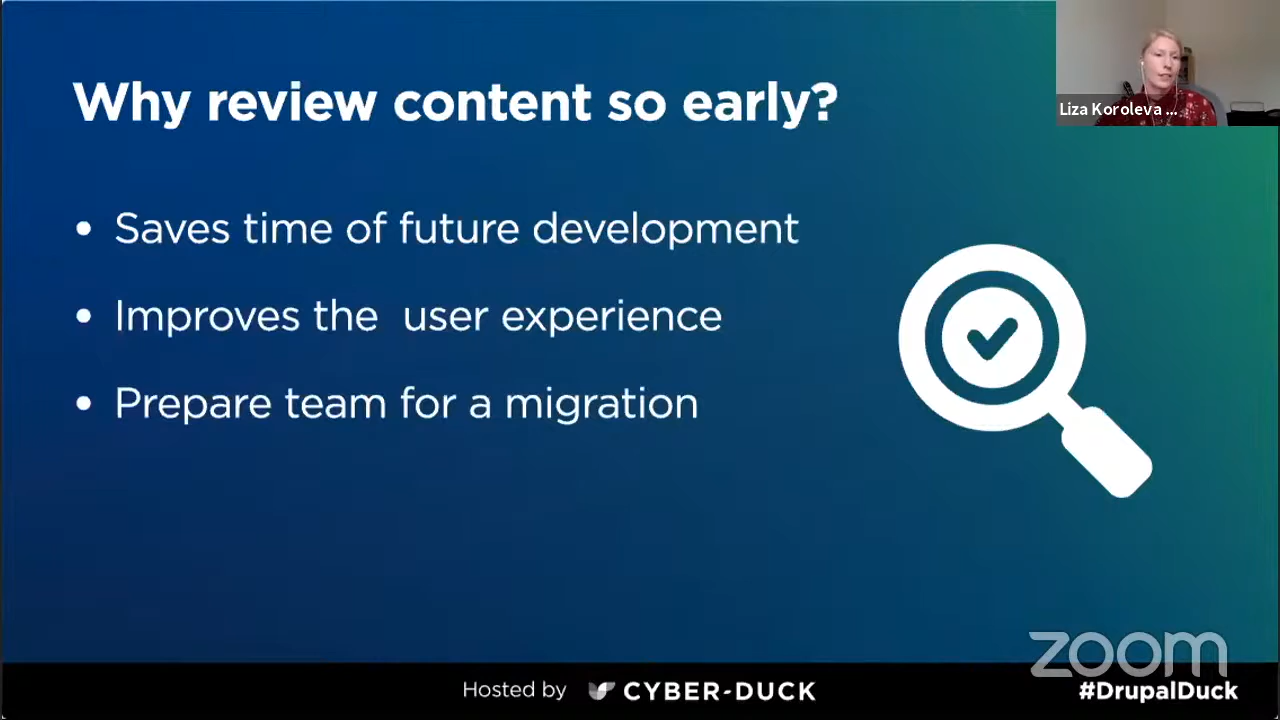 Why review content so early?
Liza Koroleva ...
• Saves time of future development
• Improves the  user experience
• Prepare team for a migration
zoom
Hosted by CYBER-DUCK
#DrupalDuck